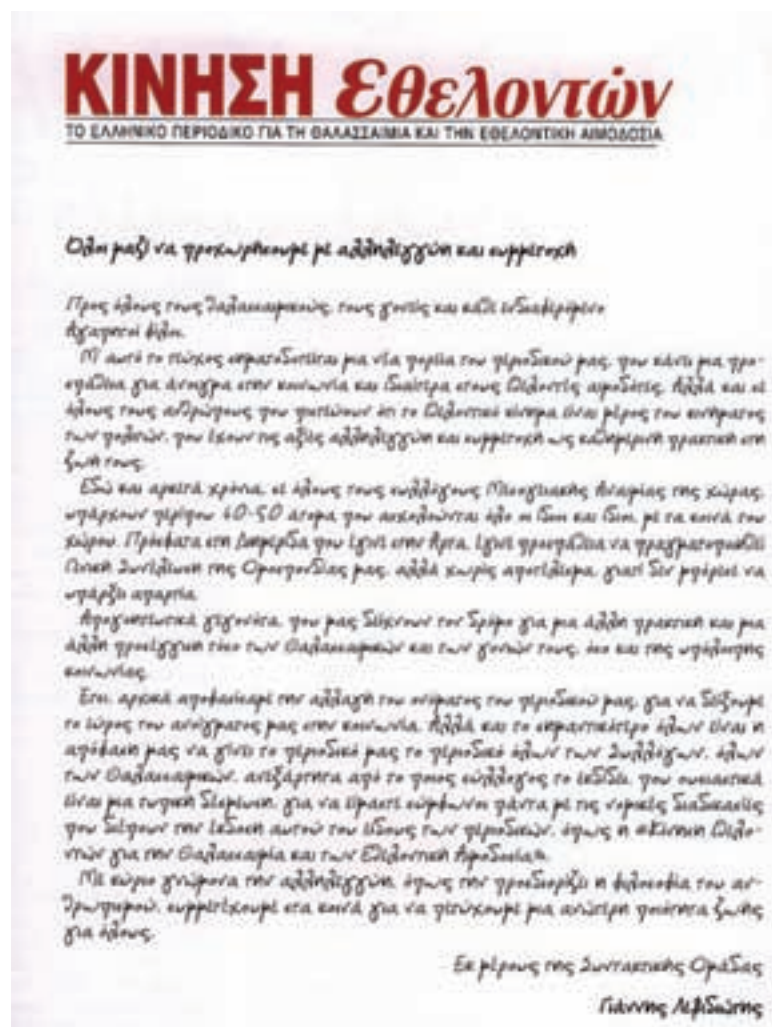 ΚΙΝΗΣΗ Εθελοντών
ΤΟ ΕΛΛΗΝΙΚΟ ΠΕΡΙΟΔΙΚΟ ΓΙΑ ΤΗ ΘΑΛΑΣΣΑΙΜΙΑ ΚΑΙ ΤΗΝ ΕΘΕΛΟΝΤΙΚΗ ΑΙΜΟΔΟΣΙΑ
Όλοι μαζί να προχωρήσουμε με αλληλεγγύη και συμμετοχή
Προς όλους τους θαλασσαιμικούς, τους γονείς και κάθε ενδιαφερόμενο
Αγαπητοί φίλοι,
Μ' αυτό το τεύχος σηματοδοτείται μια νέα πορεία του περιοδικού μας, που κάνει μια προ-
σπάθεια για άνοιγμα στην κοινωνία και ιδιαίτερα στους Εθελοντές αιμοδότες. Αλλά και σε
όλους τους ανθρώπους που πιστεύουν ότι το Εθελοντικό κίνημα είναι μέρος του κινήματος
των πολιτών, που έχουν τις αξίες αλληλεγγύη και συμμετοχή ως καθημερινή πρακτική στη
ζωή τους.
Εδώ και αρκετά χρόνια, σε όλους τους συλλόγους Μεσογειακής Αναιμίας της χώρας,
υπάρχουν περίπου 40-50 άτομα που ασχολούνται όλο οι ίδιοι και ίδιοι, με τα κοινά του
χώρου. Πρόσφατα στη Διημερίδα που έγινε στην Άρτα, έγινε προσπάθεια να πραγματοποιηθεί
Γενική Συνέλευση της Ομοσπονδίας μας, αλλά χωρίς αποτέλεσμα, γιατί δεν μπόρεσε να
υπάρξει απαρτία.
Απογοητευτικά γεγονότα, που μας δείχνουν τον δρόμο για μια άλλη πρακτική και μια
άλλη προσέγγιση τόσο των Θαλασσαιμικών και των γονιών τους, όσο και της υπόλοιπης
κοινωνίας.
Έτσι, αρχικά αποφασίσαμε την αλλαγή του ονόματος του περιοδικού μας, για να δείξουμε
το εύρος του ανοίγματος μας στην κοινωνία. Αλλά και το σημαντικότερο όλων είναι η
απόφαση μας να γίνει το περιοδικό μας το περιοδικό όλων των Συλλόγων, όλων
των Θαλασσαιμικών, ανεξάρτητα από το ποιος σύλλογος το εκδίδει, που ουσιαστικά
είναι μια τυπική δέσμευση, για να είμαστε σύμφωνοι πάντα με τις νομικές διαδικασίες
που διέπουν την έκδοση αυτού του είδους των περιοδικών, όπως η «Κίνηση Εθελο-
ντών για την Θαλασσαιμία και των Εθελοντική Αιμοδοσία».
Με κύριο γνώμονα την αλληλεγγύη, όπως την προσδιορίζει η φιλοσοφία του αν-
θρωπισμού, συμμετέχουμε στα κοινά για να πετύχουμε μια ανώτερη ποιότητα ζωής
για όλους.
Εκ μέρους της Συντακτικής Ομάδας
Γιάννης Λεβιδιώτης